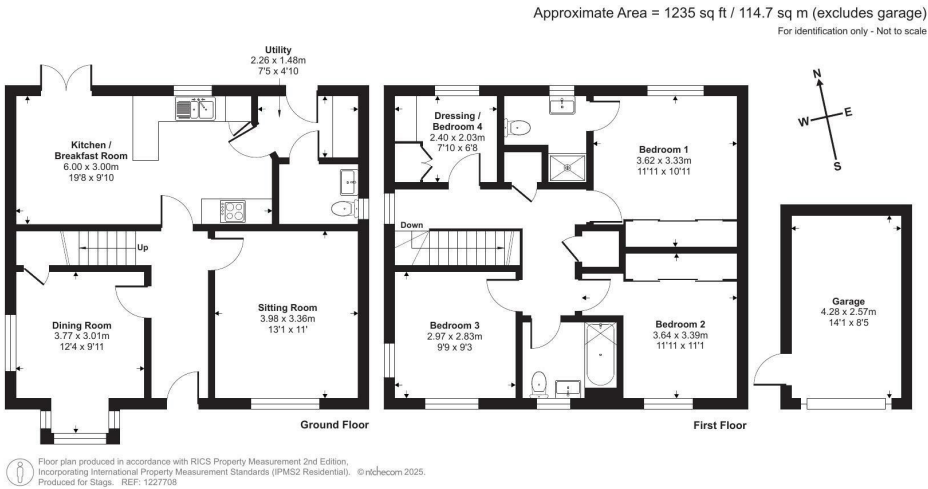 Approximate Area = 1235 sq ft / 114.7 sq m (excludes garage)
For identification only - Not to scale
Utility
2.26 x 1.48m
7'5 x 4'10
Kitchen /
Breakfast Room
6.00 x 3.00m
19'8 x 9'10
Up
Dining Room
3.77 x 3.01m
12'4 x 9'11
Sitting Room
3.98 x 3.36m
13'1 x 11'
Ground Floor
Dressing /
Bedroom 4
2.40 x 2.03m
7'10 x 6'8
Bedroom 1
3.62 x 3.33m
11'11 x 10'11
Down
Bedroom 3
2.97 x 2.83m
9'9 x 9'3
Bedroom 2
3.64 x 3.39m
11'11 x 11'1
First Floor
N
W
E
S
Garage
4.28 x 2.57m
14'1 x 8'5
Floor plan produced in accordance with RICS Property Measurement 2nd Edition,
Incorporating International Property Measurement Standards (IPMS2 Residential). © nichecom 2025.
Produced for Stags. REF: 1227708